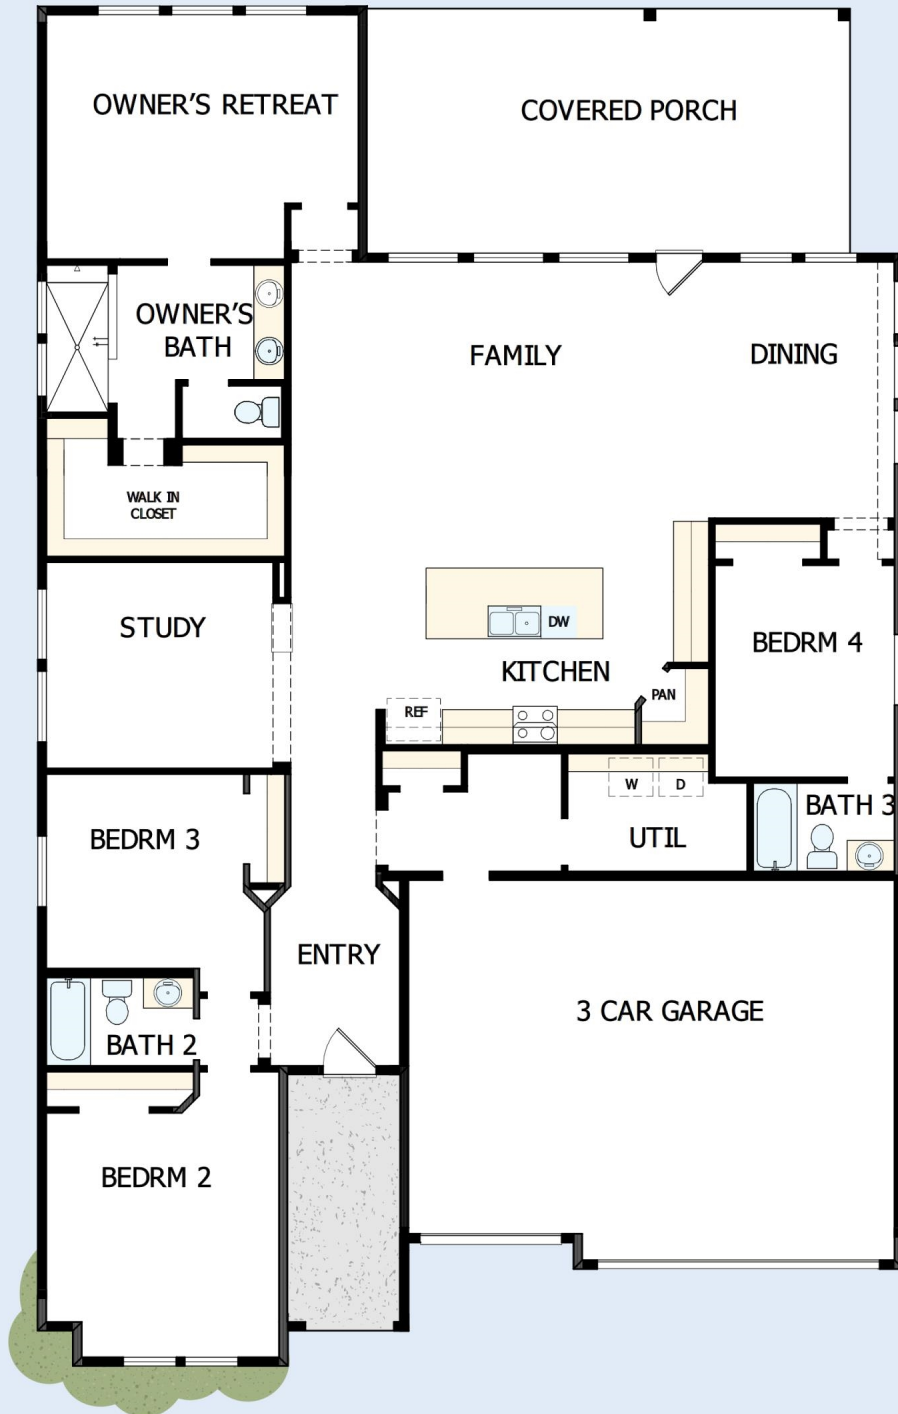 OWNER'S RETREAT
COVERED PORCH
OWNER'S
BATH
FAMILY
DINING
WALK IN
CLOSET
STUDY
DW
BEDRM 4
KITCHEN
PAN
REF
W
D
BATH 3
UTIL
BEDRM 3
ENTRY
3 CAR GARAGE
BATH 2
BEDRM 2